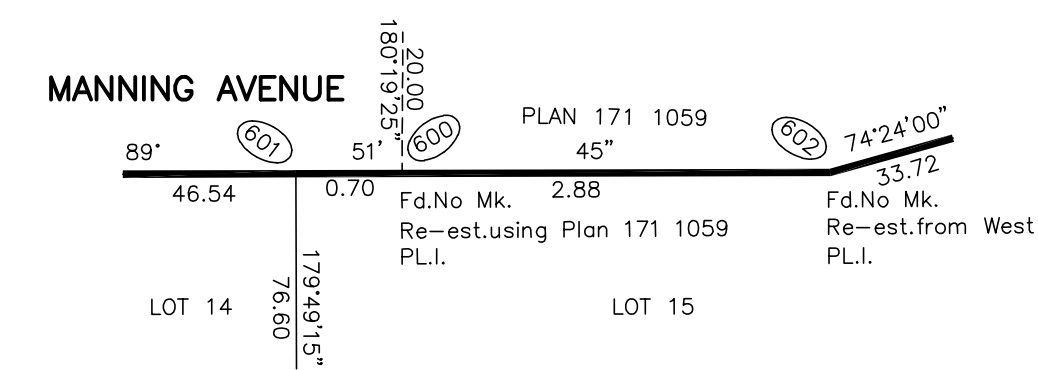 MANNING AVENUE
180°19'25"
20.00
PLAN 171 1059
601
600
602
89° 51' 45"
74°24'00"
46.54
0.70
2.88
33.72
Fd.No Mk.
Re-est.using Plan 171 1059
PL.I.
Fd.No Mk.
Re-est.from West
PL.I.
179°49'15"
76.60
LOT 14
LOT 15